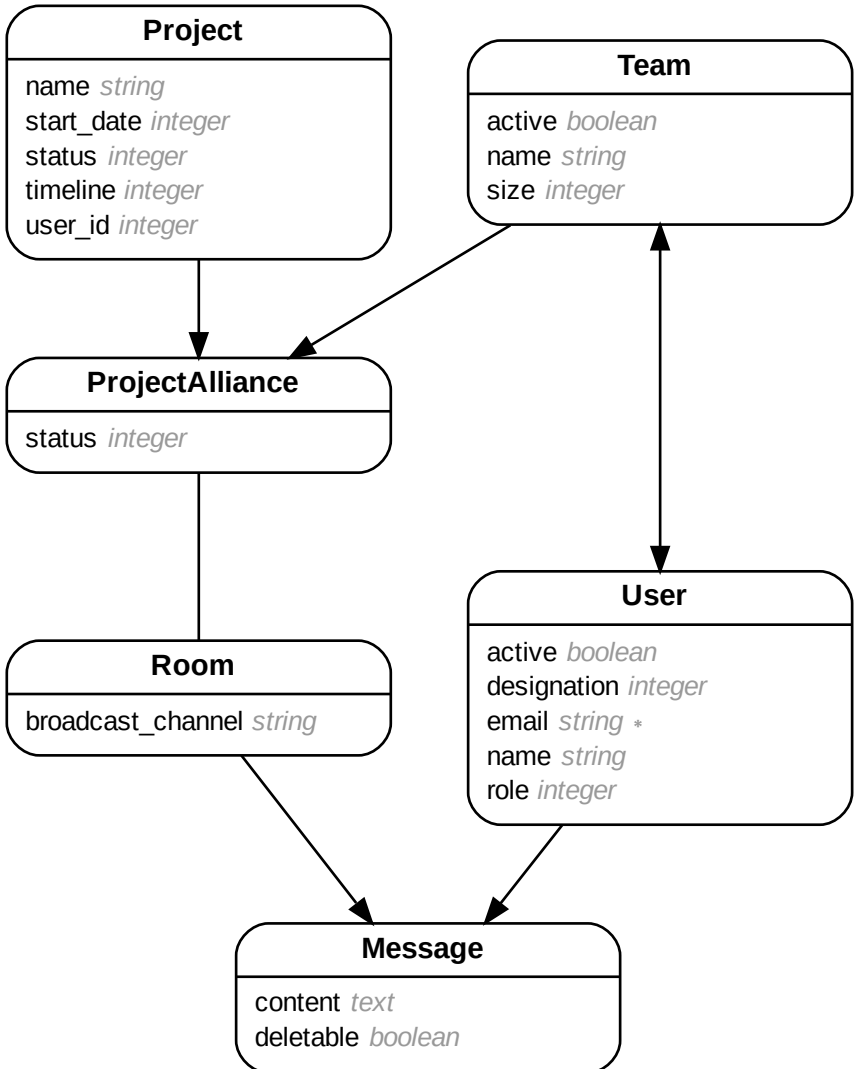 Project
name string
start_date integer
status integer
timeline integer
user_id integer
Team
active boolean
name string
size integer
ProjectAlliance
status integer
Room
broadcast_channel string
User
active boolean
designation integer
email string *
name string
role integer
Message
content text
deletable boolean